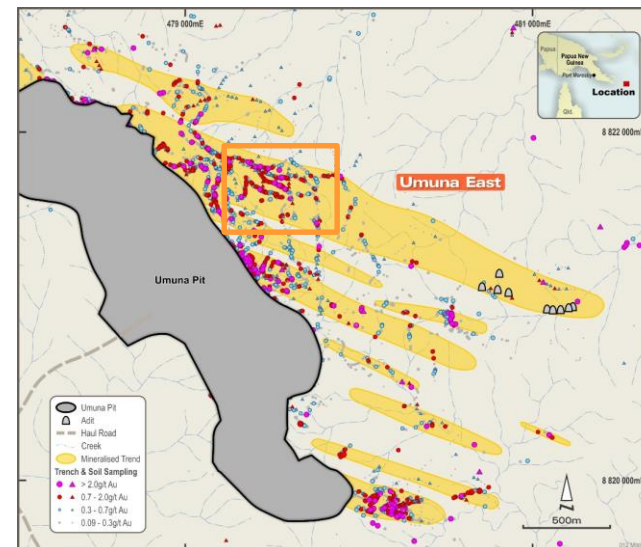 479 000mE
481 000mE
Papua
Papua New
Guinea
Port Moresby
Location
Qld.
8 822 000mN
Umuna East
Umuna Pit
Umuna Pit
Adit
Haul Road
Creek
Mineralised Trend
Trench & Soil Sampling
> 2.0g/t Au
0.7 - 2.0g/t Au
0.3 - 0.7g/t Au
0.09 - 0.3g/t Au
8 820 000mN
N
500m